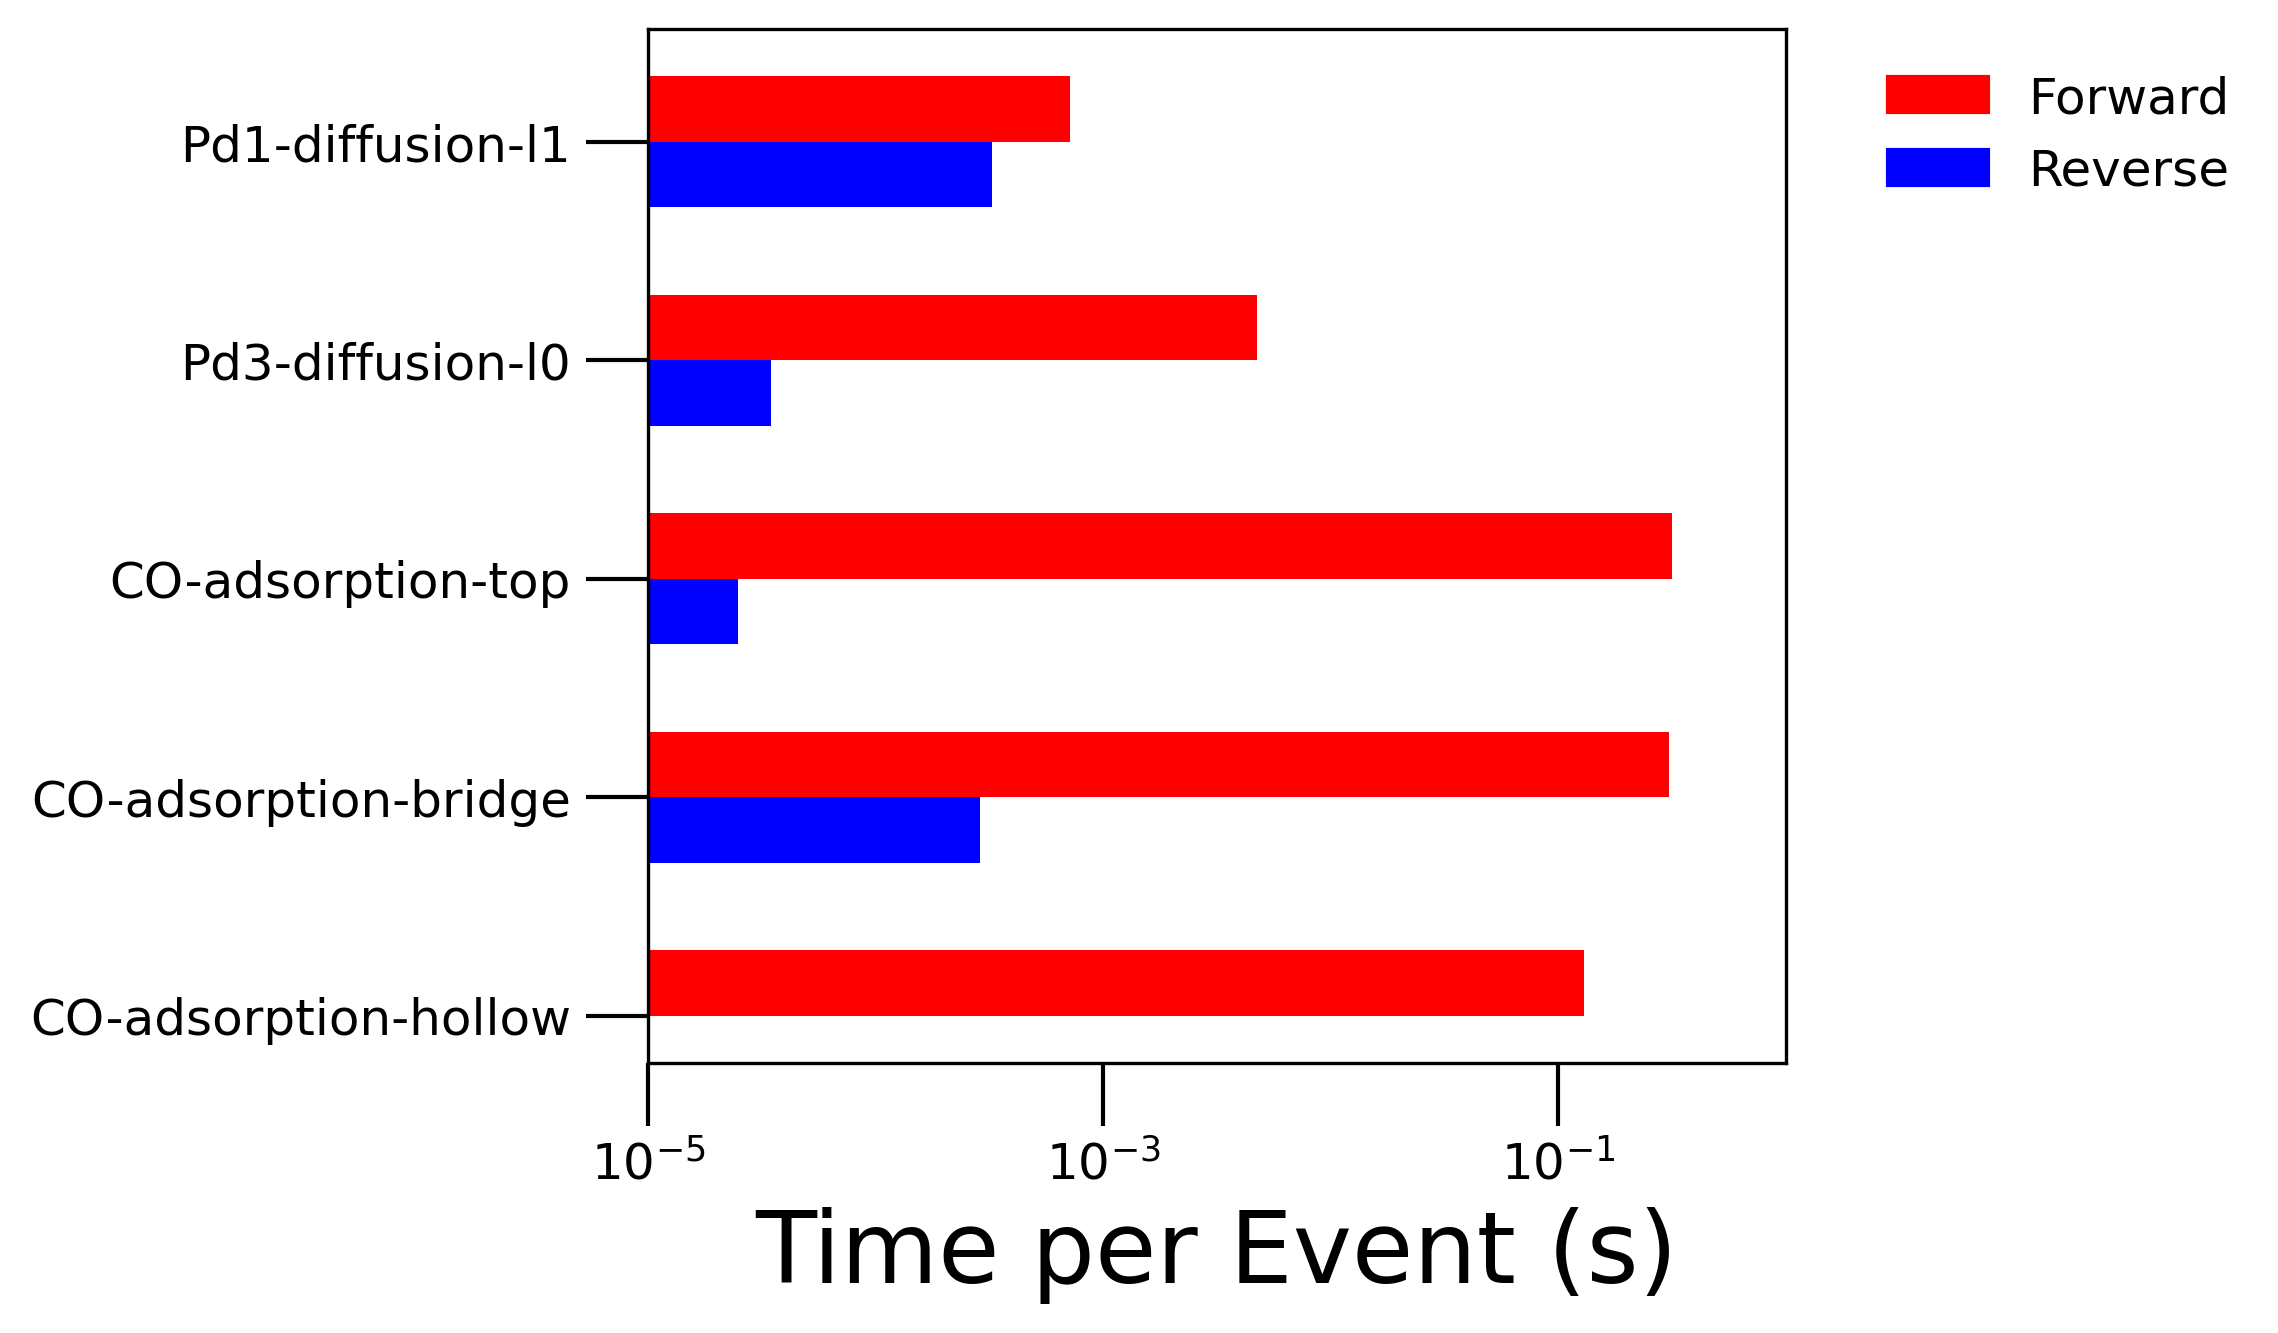 Forward
Reverse
Pd1-diffusion-l1
Pd3-diffusion-l0
CO-adsorption-top
CO-adsorption-bridge
CO-adsorption-hollow
10⁻⁵ 10⁻³ 10⁻¹
Time per Event (s)